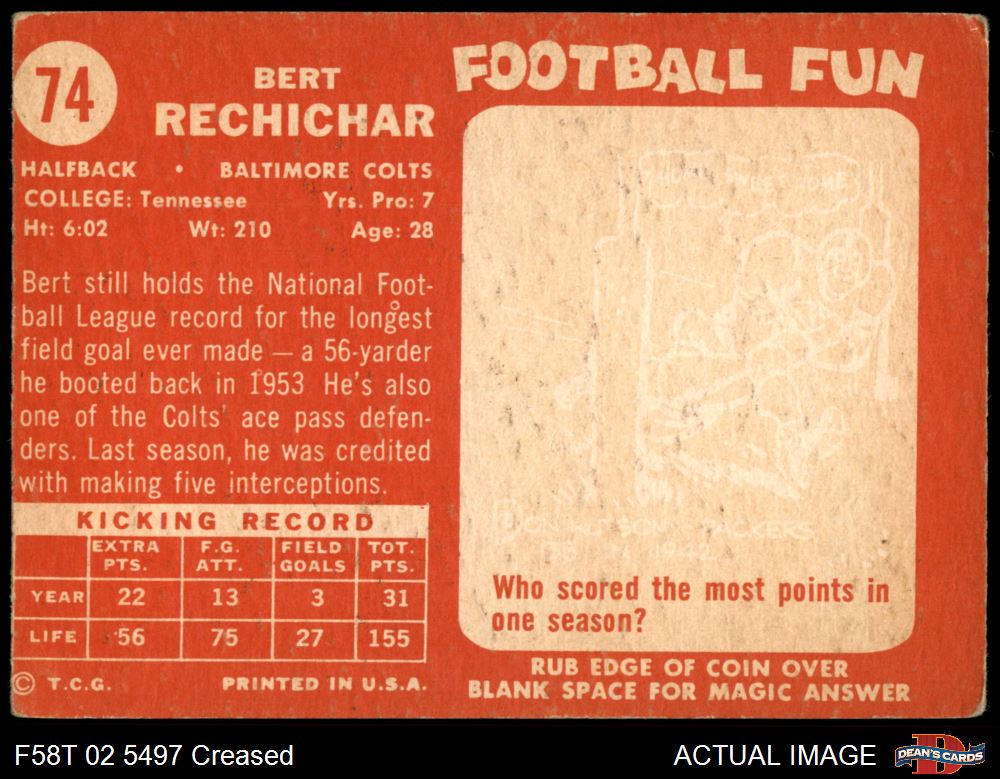 74
BERT
RECHICHAR
HALFBACK • BALTIMORE COLTS
COLLEGE: Tennessee Yrs. Pro: 7
Ht: 6:02 Wt: 210 Age: 28
Bert still holds the National Foot-
ball League record for the longest
field goal ever made — a 56-yarder
he booted back in 1953 He's also
one of the Colts' ace pass defen-
ders. Last season, he was credited
with making five interceptions.
KICKING RECORD
EXTRA PTS. F.G. ATT. FIELD GOALS TOT. PTS.
YEAR 22 13 3 31
LIFE 56 75 27 155
© T.C.G. PRINTED IN U.S.A.
FOOTBALL FUN
HOME
DON HUTSON PACKERS
1942
Who scored the most points in
one season?
RUB EDGE OF COIN OVER
BLANK SPACE FOR MAGIC ANSWER
F58T 02 5497 Creased
ACTUAL IMAGE
DEAN'S CARDS